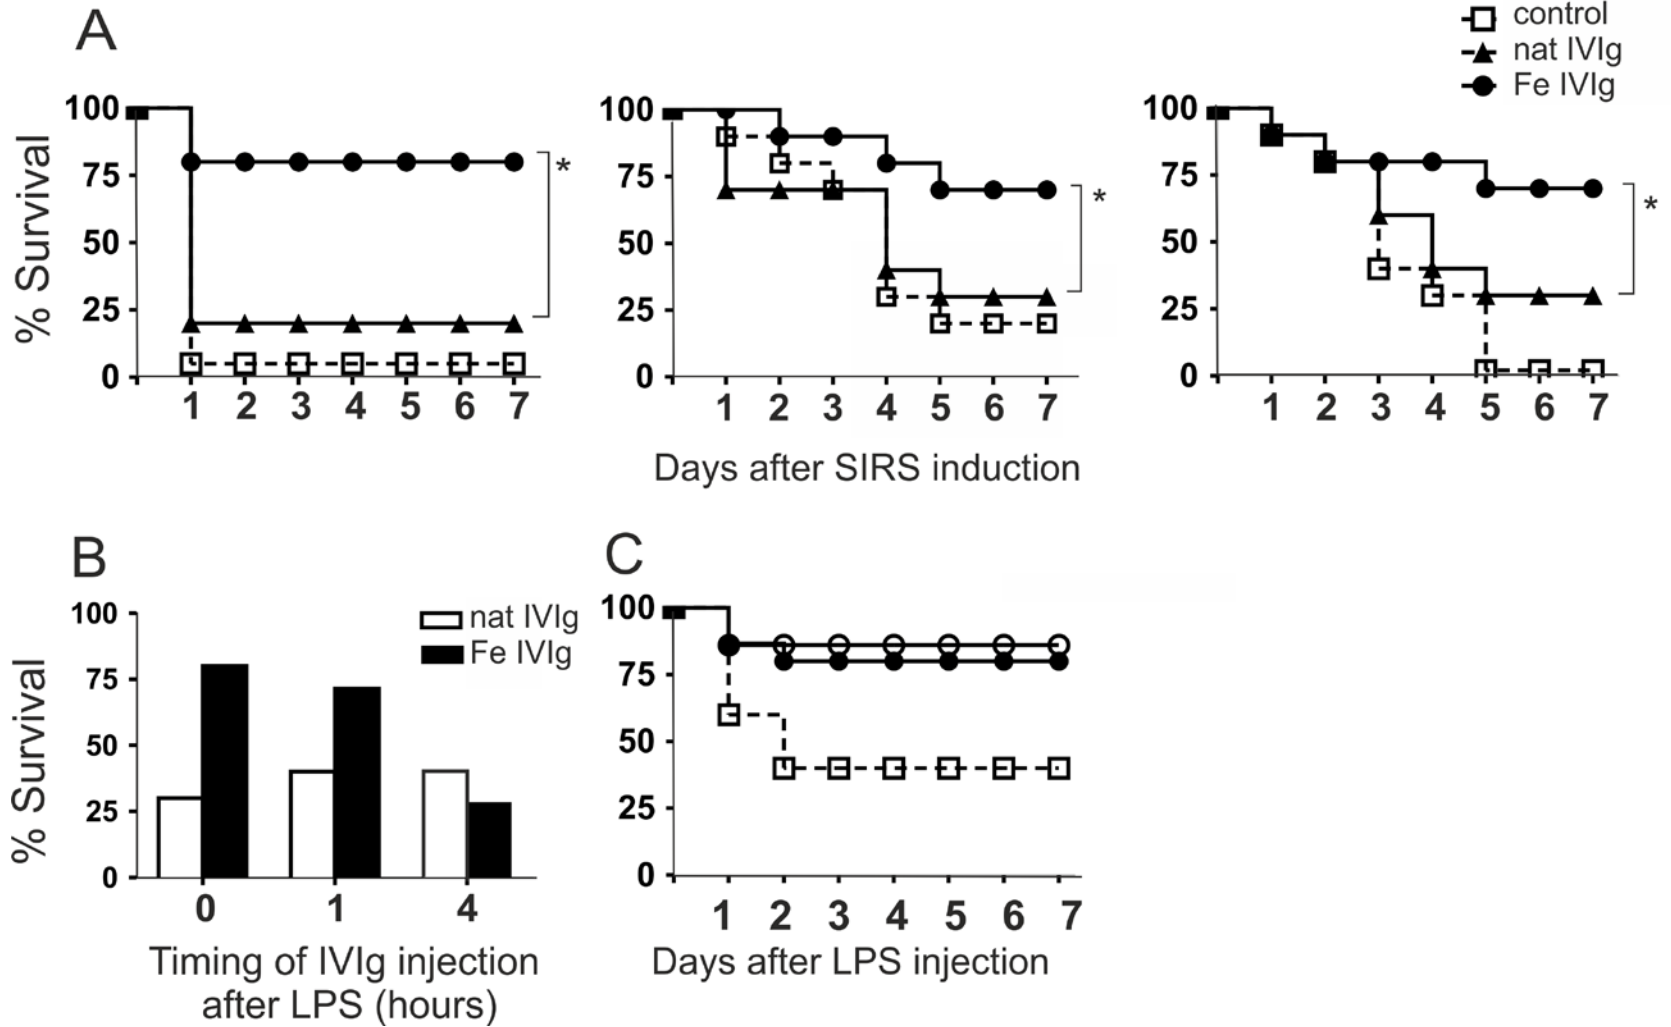 A
control
nat IVIg
Fe IVIg
% Survival
100
75
50
25
0
1 2 3 4 5 6 7
*
100
75
50
25
0
1 2 3 4 5 6 7
*
100
75
50
25
0
1 2 3 4 5 6 7
*
Days after SIRS induction
B
% Survival
100
75
50
25
0
nat IVIg
Fe IVIg
0 1 4
Timing of IVIg injection
after LPS (hours)
C
100
75
50
25
0
1 2 3 4 5 6 7
Days after LPS injection